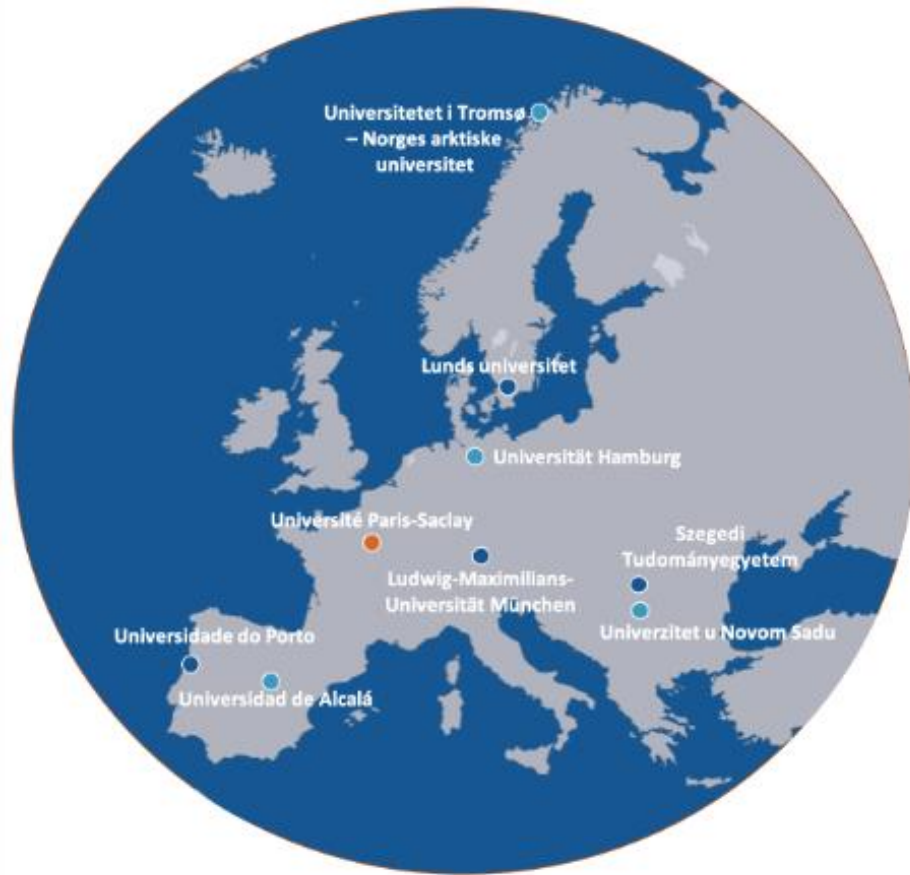 Universitetet i Tromsø
– Norges arktiske
universitet
Lunds universitet
Universität Hamburg
Université Paris-Saclay
Szegedi
Tudományegyetem
Ludwig-Maximilians-
Universität München
Univerzitet u Novom Sadu
Universidade do Porto
Universidad de Alcalá